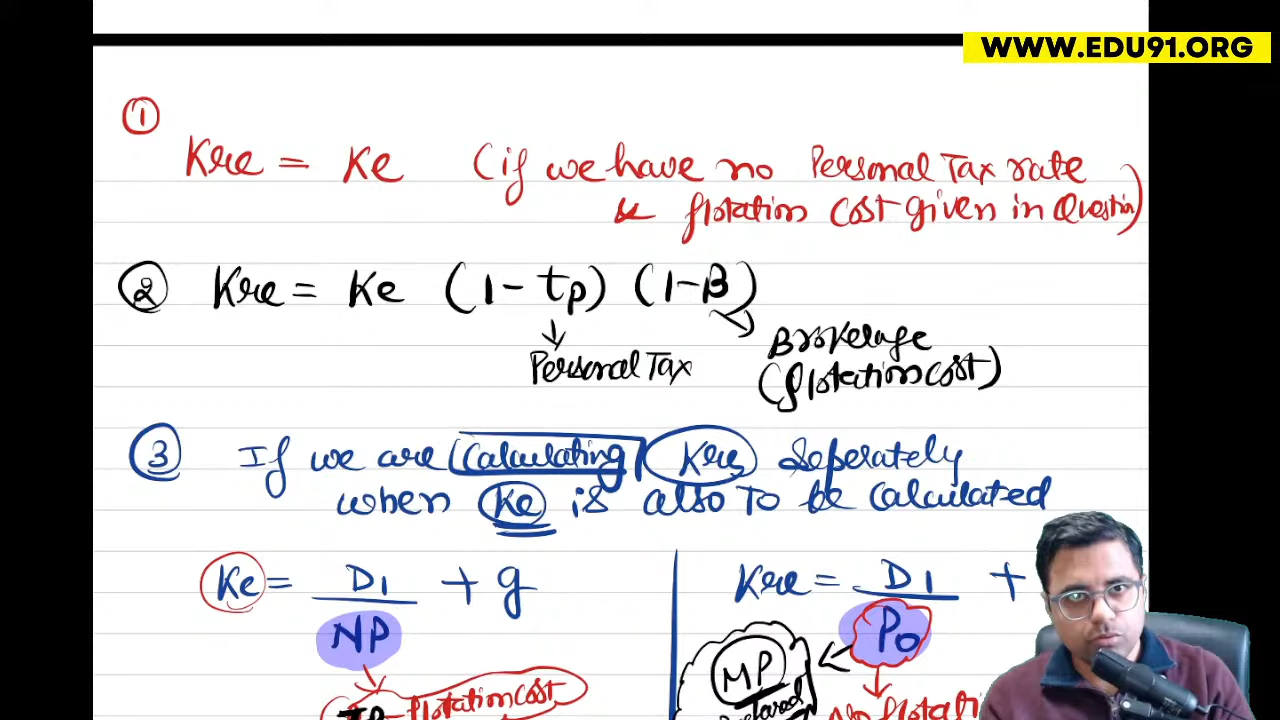 WWW.EDU91.ORG
①
Kre = Ke (if we have no Personal Tax rate
& flotation cost given in Question)
② Kre = Ke (1 - tp) (1 - B)
Personal Tax
Brokerage
(flotation cost)
③ If we are Calculating Kre Seperately
when Ke is also to be Calculated
Ke = D1 + g
NP
Kre = D1 +
P0
MP
flotation cost
No flotati